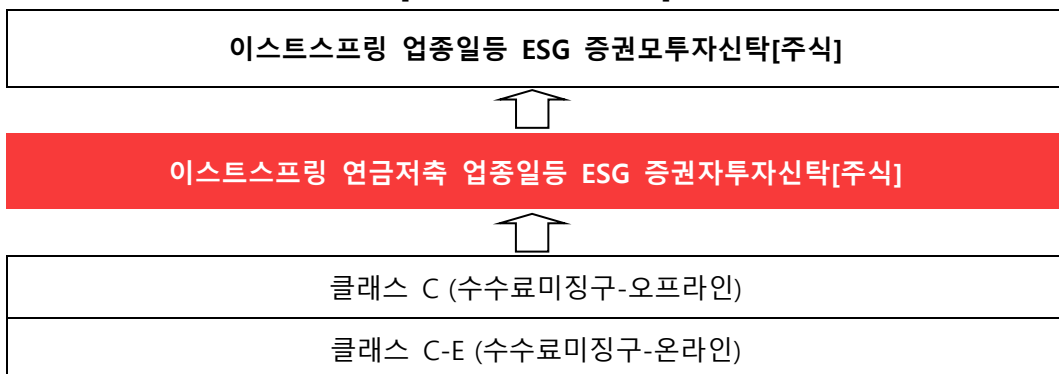 이스트스프링 업종일등 ESG 증권모투자신탁[주식]
이스트스프링 연금저축 업종일등 ESG 증권자투자신탁[주식]
클래스 C (수수료미징구-오프라인)
클래스 C-E (수수료미징구-온라인)